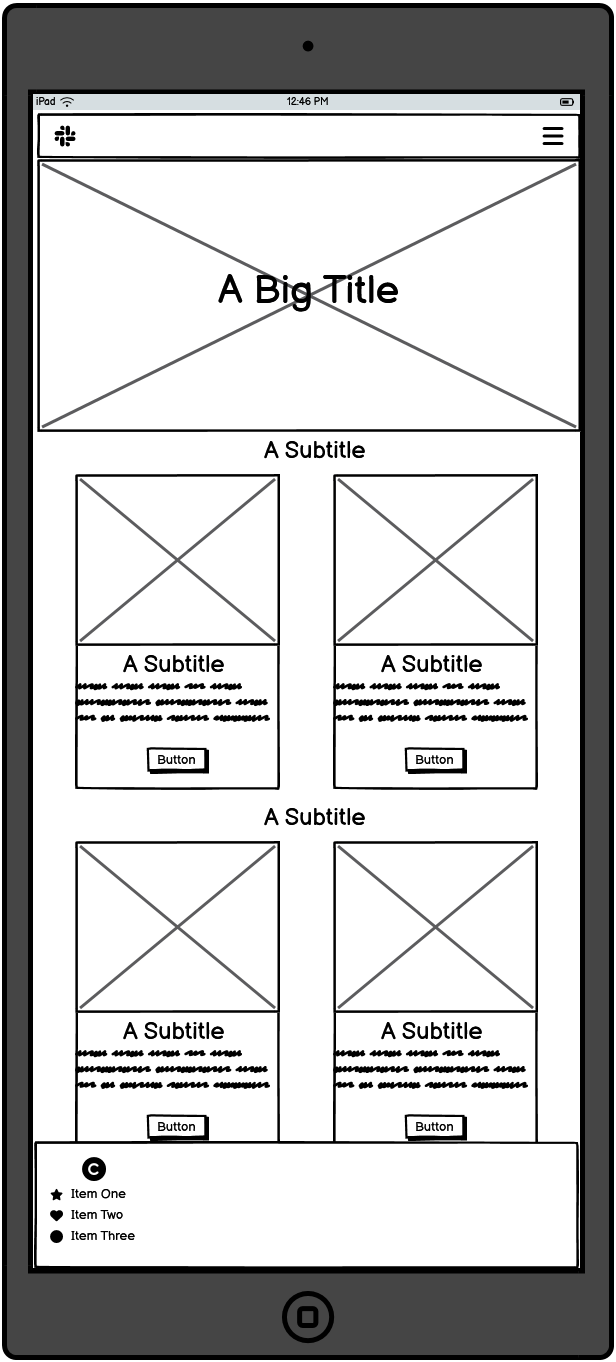 iPad 12:46 PM
A Big Title
A Subtitle
A Subtitle A Subtitle
Button Button
A Subtitle
A Subtitle A Subtitle
Button Button
C
Item One
Item Two
Item Three